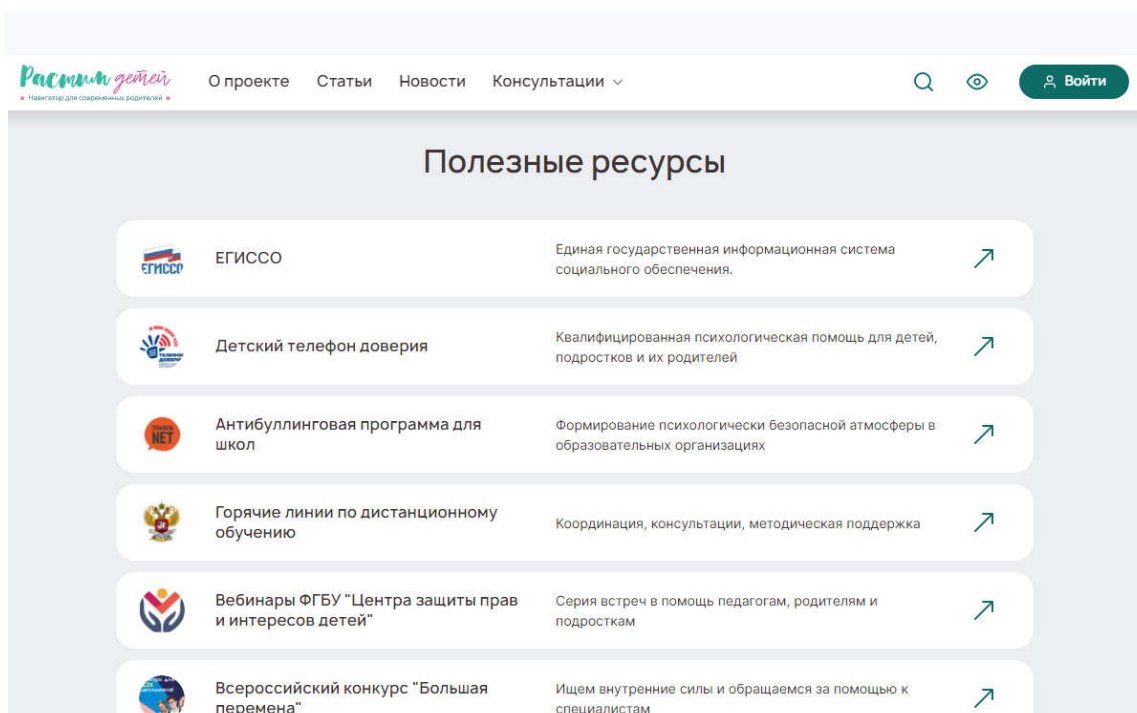 Растим детей
• Навигатор для современных родителей •
О проекте Статьи Новости Консультации
Войти
Полезные ресурсы
ЕГИССО
ЕГИССО
Единая государственная информационная система
социального обеспечения.
ТЕЛЕФОН
ДОВЕРИЯ
Детский телефон доверия
Квалифицированная психологическая помощь для детей,
подростков и их родителей
ТРАВЛИ
NET
Антибуллинговая программа для
школ
Формирование психологически безопасной атмосферы в
образовательных организациях
Горячие линии по дистанционному
обучению
Координация, консультации, методическая поддержка
Вебинары ФГБУ "Центра защиты прав
и интересов детей"
Серия встреч в помощь педагогам, родителям и
подросткам
Всероссийский конкурс "Большая
перемена"
Ищем внутренние силы и обращаемся за помощью к
специалистам